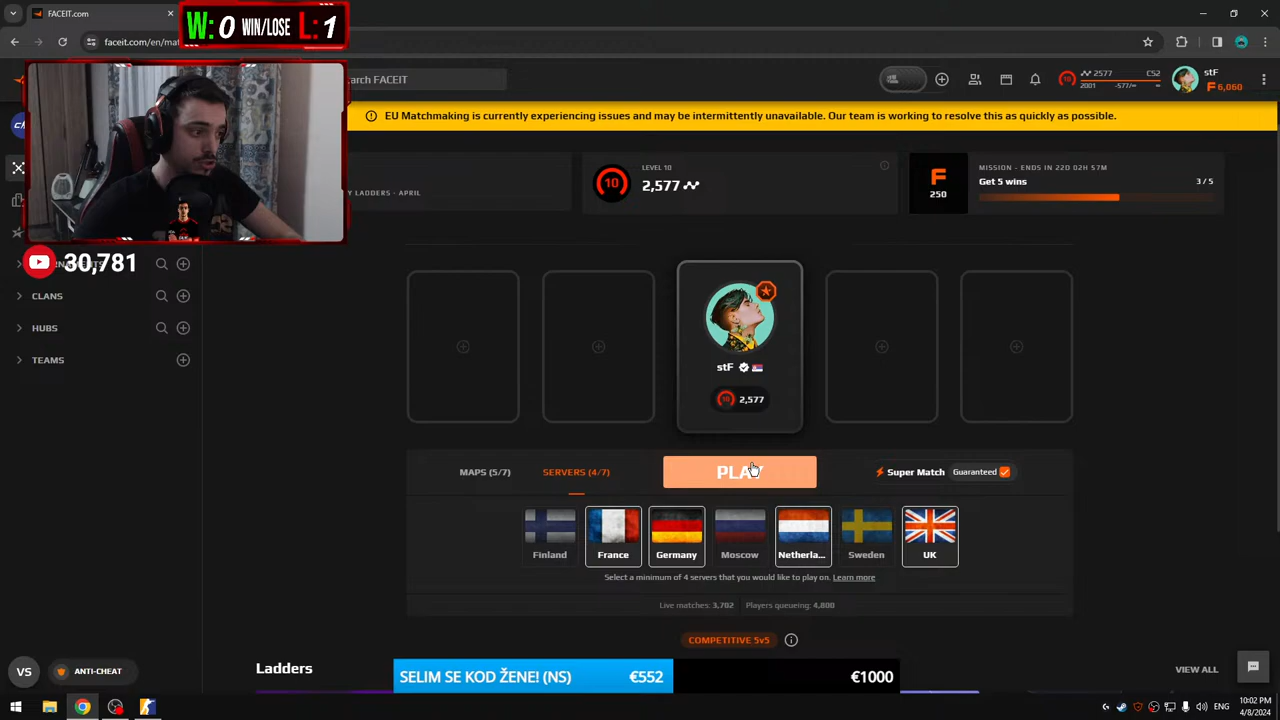 FACEIT.com
W: 0 WIN/LOSE L: 1
faceit.com/en/mat
rch FACEIT
2577 C52
2001 -577/∞ ∞
stF
6,060
EU Matchmaking is currently experiencing issues and may be intermittently unavailable. Our team is working to resolve this as quickly as possible.
Y LADDERS - APRIL
LEVEL 10
10 2,577
F
250
MISSION - ENDS IN 22D 02H 57M
Get 5 wins 3/5
30,781
CLANS
HUBS
TEAMS
stF
10 2,577
MAPS (5/7)
SERVERS (4/7)
PLAY
Super Match Guaranteed
Finland
France
Germany
Moscow
Netherla...
Sweden
UK
Select a minimum of 4 servers that you would like to play on. Learn more
Live matches: 3,702 Players queueing: 4,800
COMPETITIVE 5v5
Ladders
VIEW ALL
SELIM SE KOD ŽENE! (NS) €552 €1000
VS
ANTI-CHEAT
ENG
10:02 PM
4/8/2024